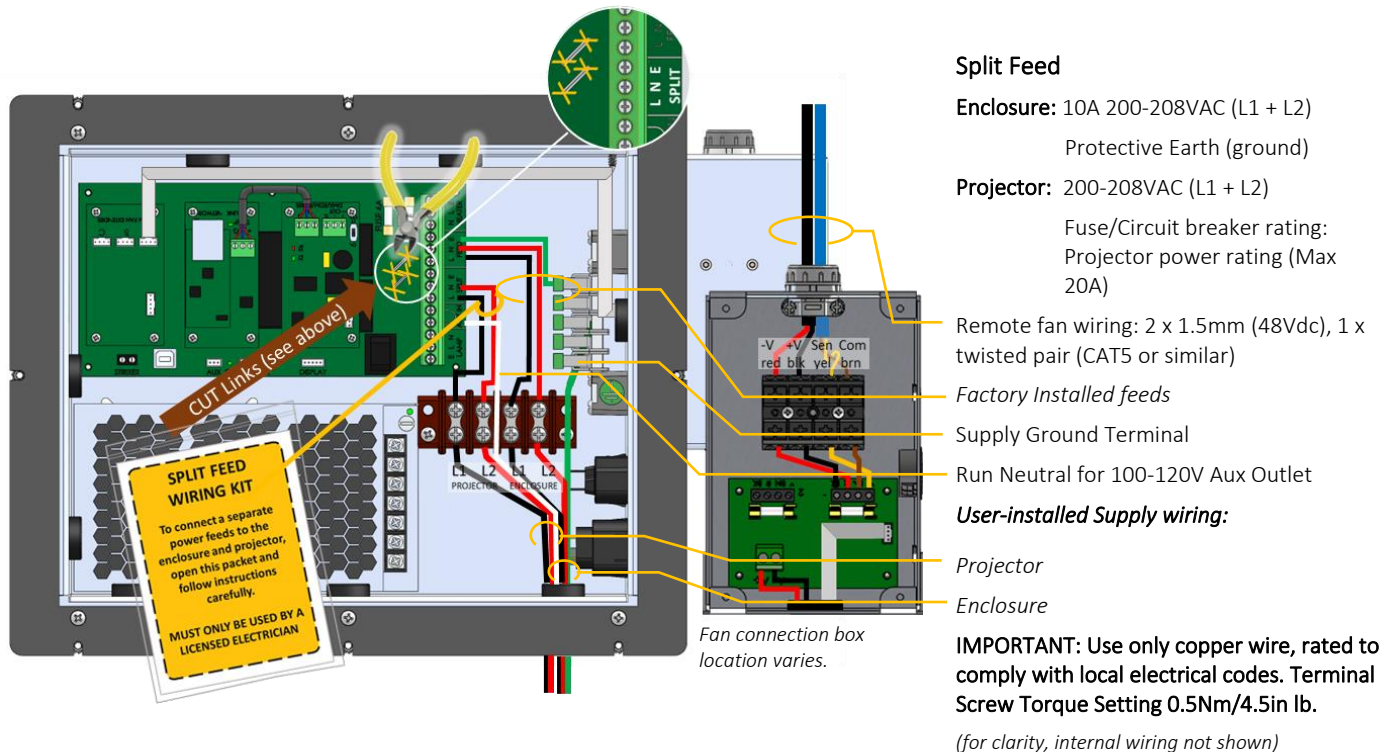 L N E
SPLIT
CUT Links (see above)
STRIKER
AUX
DISPLAY
LAMP
L1 L2 L1 L2
PROJECTOR ENCLOSURE
SPLIT FEED
WIRING KIT
To connect a separate
power feeds to the
enclosure and projector,
open this packet and
follow instructions
carefully.
MUST ONLY BE USED BY A
LICENSED ELECTRICIAN
-V +V Sen Com
red blk yel brn
Fan connection box
location varies.
Split Feed
Enclosure: 10A 200-208VAC (L1 + L2)
Protective Earth (ground)
Projector: 200-208VAC (L1 + L2)
Fuse/Circuit breaker rating:
Projector power rating (Max
20A)
Remote fan wiring: 2 x 1.5mm (48Vdc), 1 x
twisted pair (CAT5 or similar)
Factory Installed feeds
Supply Ground Terminal
Run Neutral for 100-120V Aux Outlet
User-installed Supply wiring:
Projector
Enclosure
IMPORTANT: Use only copper wire, rated to
comply with local electrical codes. Terminal
Screw Torque Setting 0.5Nm/4.5in lb.
(for clarity, internal wiring not shown)